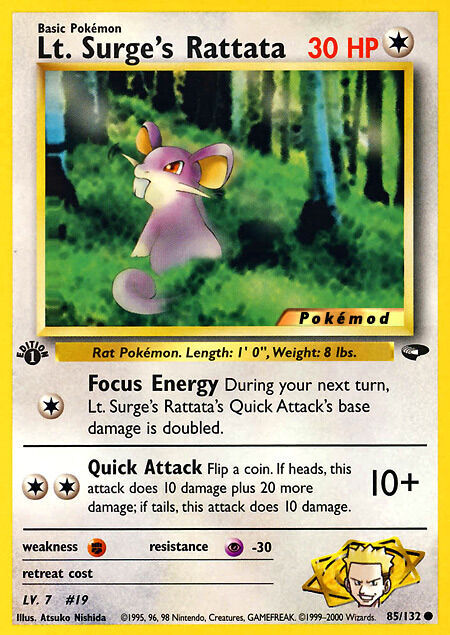 Basic Pokémon
Lt. Surge's Rattata 30 HP
Pokémod
EDITION 1
Rat Pokémon. Length: 1' 0", Weight: 8 lbs.
Focus Energy During your next turn,
Lt. Surge's Rattata's Quick Attack's base
damage is doubled.
Quick Attack Flip a coin. If heads, this
attack does 10 damage plus 20 more
damage; if tails, this attack does 10 damage.
10+
weakness resistance -30
retreat cost
LV. 7 #19
Illus. Atsuko Nishida ©1995, 96, 98 Nintendo, Creatures, GAMEFREAK. ©1999-2000 Wizards. 85/132